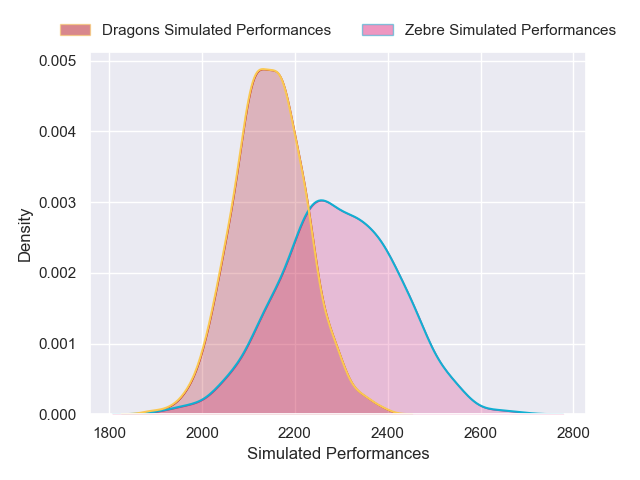 Dragons Simulated Performances Zebre Simulated Performances
0.005
0.004
0.003
0.002
0.001
0.000
Density
1800 2000 2200 2400 2600 2800
Simulated Performances